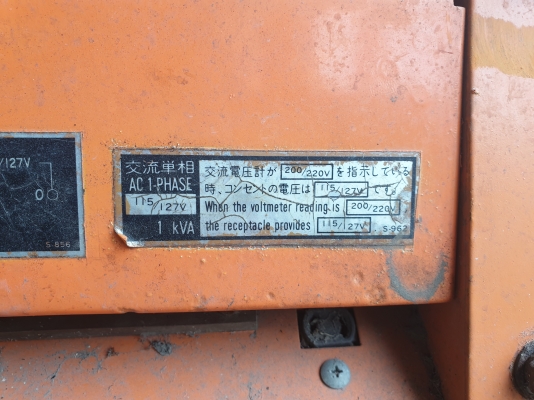 /127V
0
S-856
交流単相
AC 1-PHASE
115/127V
1 kVA
交流電圧計が 200/220V を指示している
時、コンセントの電圧は 115/127V です。
When the voltmeter reading is 200/220V
the receptacle provides 115/127V. S-962